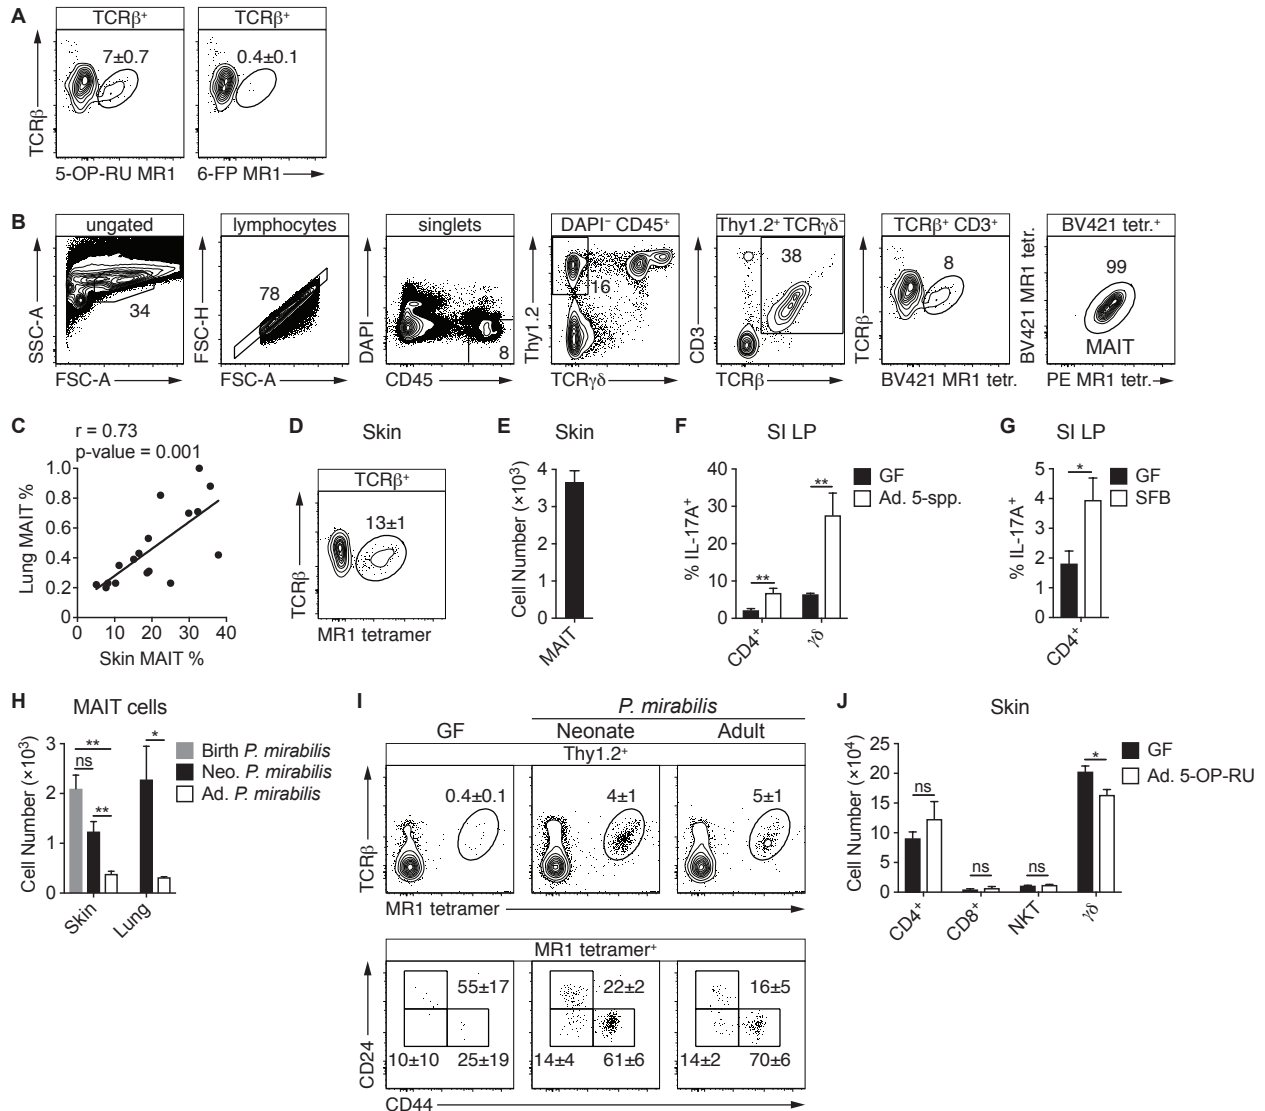 A
TCRβ⁺
TCRβ⁺
7±0.7
0.4±0.1
TCRβ
5-OP-RU MR1
6-FP MR1
B
ungated
lymphocytes
singlets
DAPI⁻ CD45⁺
Thy1.2⁺ TCRγδ⁻
TCRβ⁺ CD3⁺
BV421 tetr.⁺
34
78
8
16
38
8
99
MAIT
SSC-A
FSC-A
FSC-H
FSC-A
DAPI
CD45
Thy1.2
TCRγδ
CD3
TCRβ
TCRβ
BV421 MR1 tetr.
BV421 MR1 tetr.
PE MR1 tetr.
C
r = 0.73
p-value = 0.001
Lung MAIT %
1.0
0.8
0.6
0.4
0.2
0
0 10 20 30 40
Skin MAIT %
D
Skin
TCRβ⁺
13±1
TCRβ
MR1 tetramer
E
Skin
Cell Number (×10³)
4
3
2
1
0
MAIT
F
SI LP
% IL-17A⁺
40
30
20
10
0
**
**
CD4⁺
γδ
GF
Ad. 5-spp.
G
SI LP
% IL-17A⁺
5
4
3
2
1
0
*
CD4⁺
GF
SFB
H
MAIT cells
Cell Number (×10³)
3
2
1
0
**
ns
**
*
Skin
Lung
Birth P. mirabilis
Neo. P. mirabilis
Ad. P. mirabilis
I
P. mirabilis
GF
Neonate
Adult
Thy1.2⁺
0.4±0.1
4±1
5±1
TCRβ
MR1 tetramer
MR1 tetramer⁺
55±17
22±2
16±5
10±10
25±19
14±4
61±6
14±2
70±6
CD24
CD44
J
Skin
Cell Number (×10⁴)
25
20
15
10
5
0
ns
ns
ns
*
CD4⁺
CD8⁺
NKT
γδ
GF
Ad. 5-OP-RU